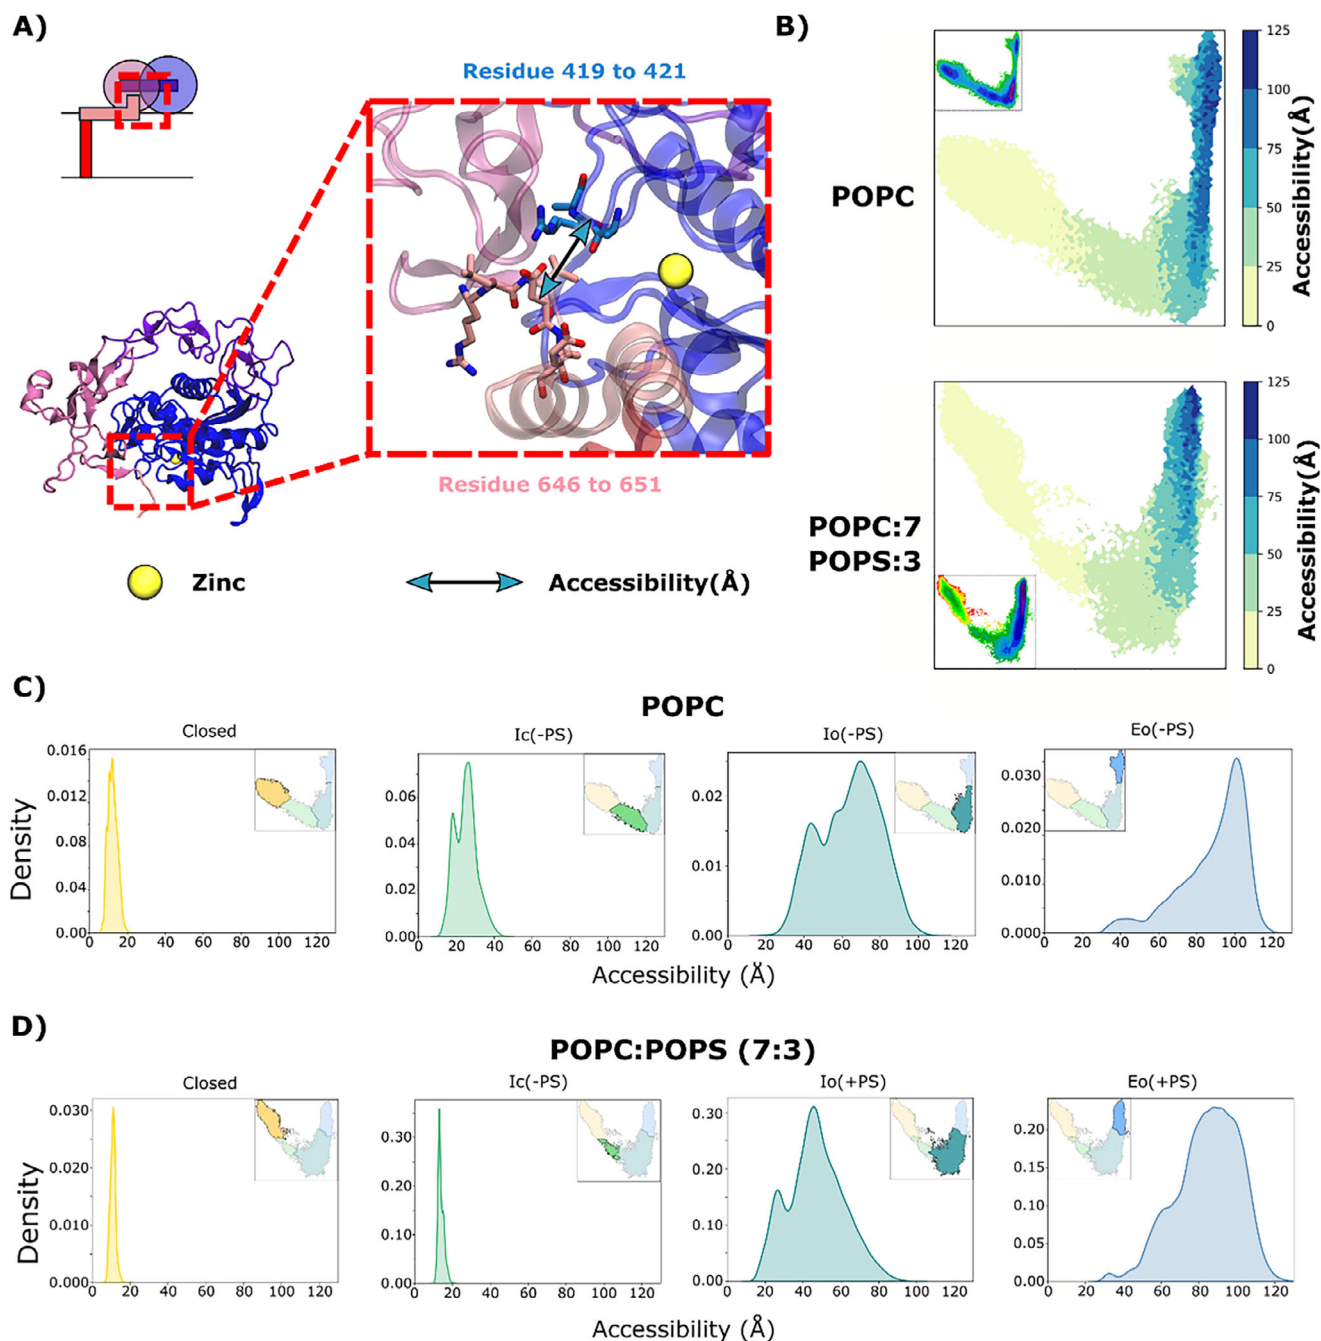 A)
B)
Residue 419 to 421
Residue 646 to 651
Zinc
Accessibility(Å)
POPC
125
100
75
50
25
0
Accessibility(Å)
POPC:7
POPS:3
125
100
75
50
25
0
Accessibility(Å)
C)
POPC
Closed
Ic(-PS)
Io(-PS)
Eo(-PS)
Density
0.016
0.012
0.08
0.04
0.00
0 20 40 60 80 100 120
0.06
0.04
0.02
0.00
0 20 40 60 80 100 120
0.02
0.01
0.00
0 20 40 60 80 100 120
0.030
0.020
0.010
0.000
0 20 40 60 80 100 120
Accessibility (Å)
D)
POPC:POPS (7:3)
Closed
Ic(-PS)
Io(+PS)
Eo(+PS)
Density
0.030
0.020
0.010
0.000
0 20 40 60 80 100 120
0.30
0.20
0.10
0.00
0 20 40 60 80 100 120
0.30
0.20
0.10
0.00
0 20 40 60 80 100 120
0.20
0.15
0.10
0.05
0.00
0 20 40 60 80 100 120
Accessibility (Å)